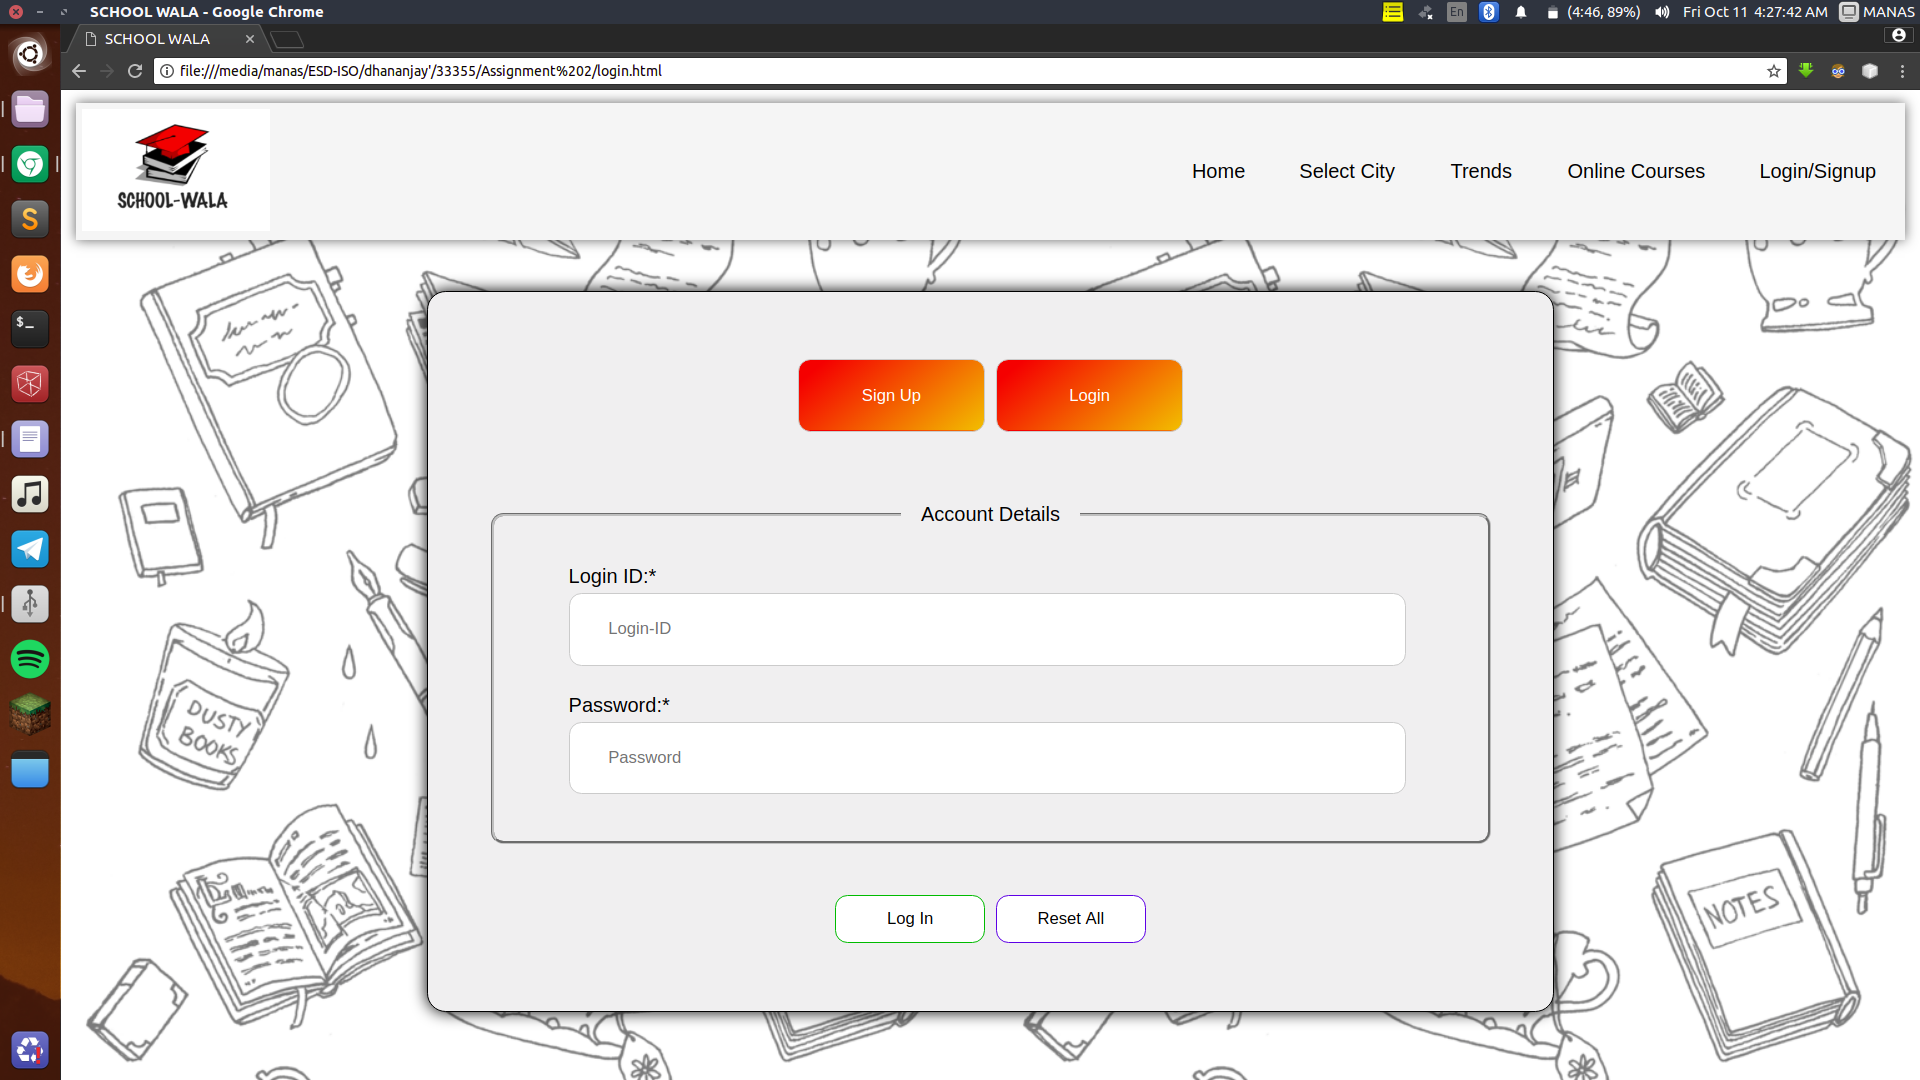 SCHOOL WALA - Google Chrome
En
(4:46, 89%)
Fri Oct 11 4:27:42 AM
MANAS
SCHOOL WALA
file:///media/manas/ESD-ISO/dhananjay'/33355/Assignment%202/login.html
SCHOOL-WALA
Home
Select City
Trends
Online Courses
Login/Signup
Sign Up
Login
Account Details
Login ID:*
Login-ID
Password:*
Password
Log In
Reset All
DUSTY
BOOKS
NOTES